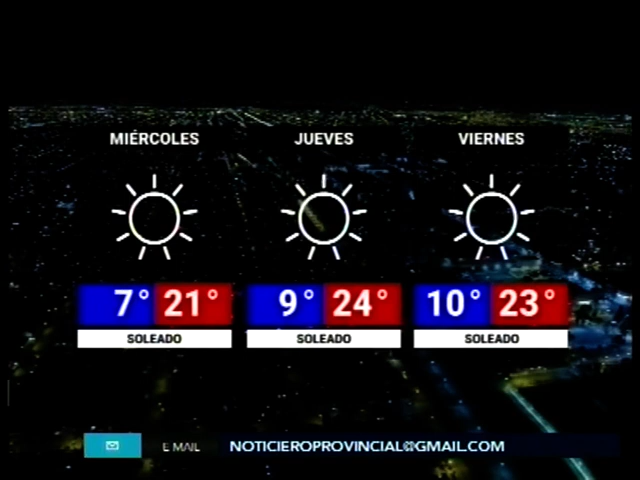 MIÉRCOLES
JUEVES
VIERNES
7° 21°
9° 24°
10° 23°
SOLEADO
SOLEADO
SOLEADO
E MAIL NOTICIEROPROVINCIAL@GMAIL.COM